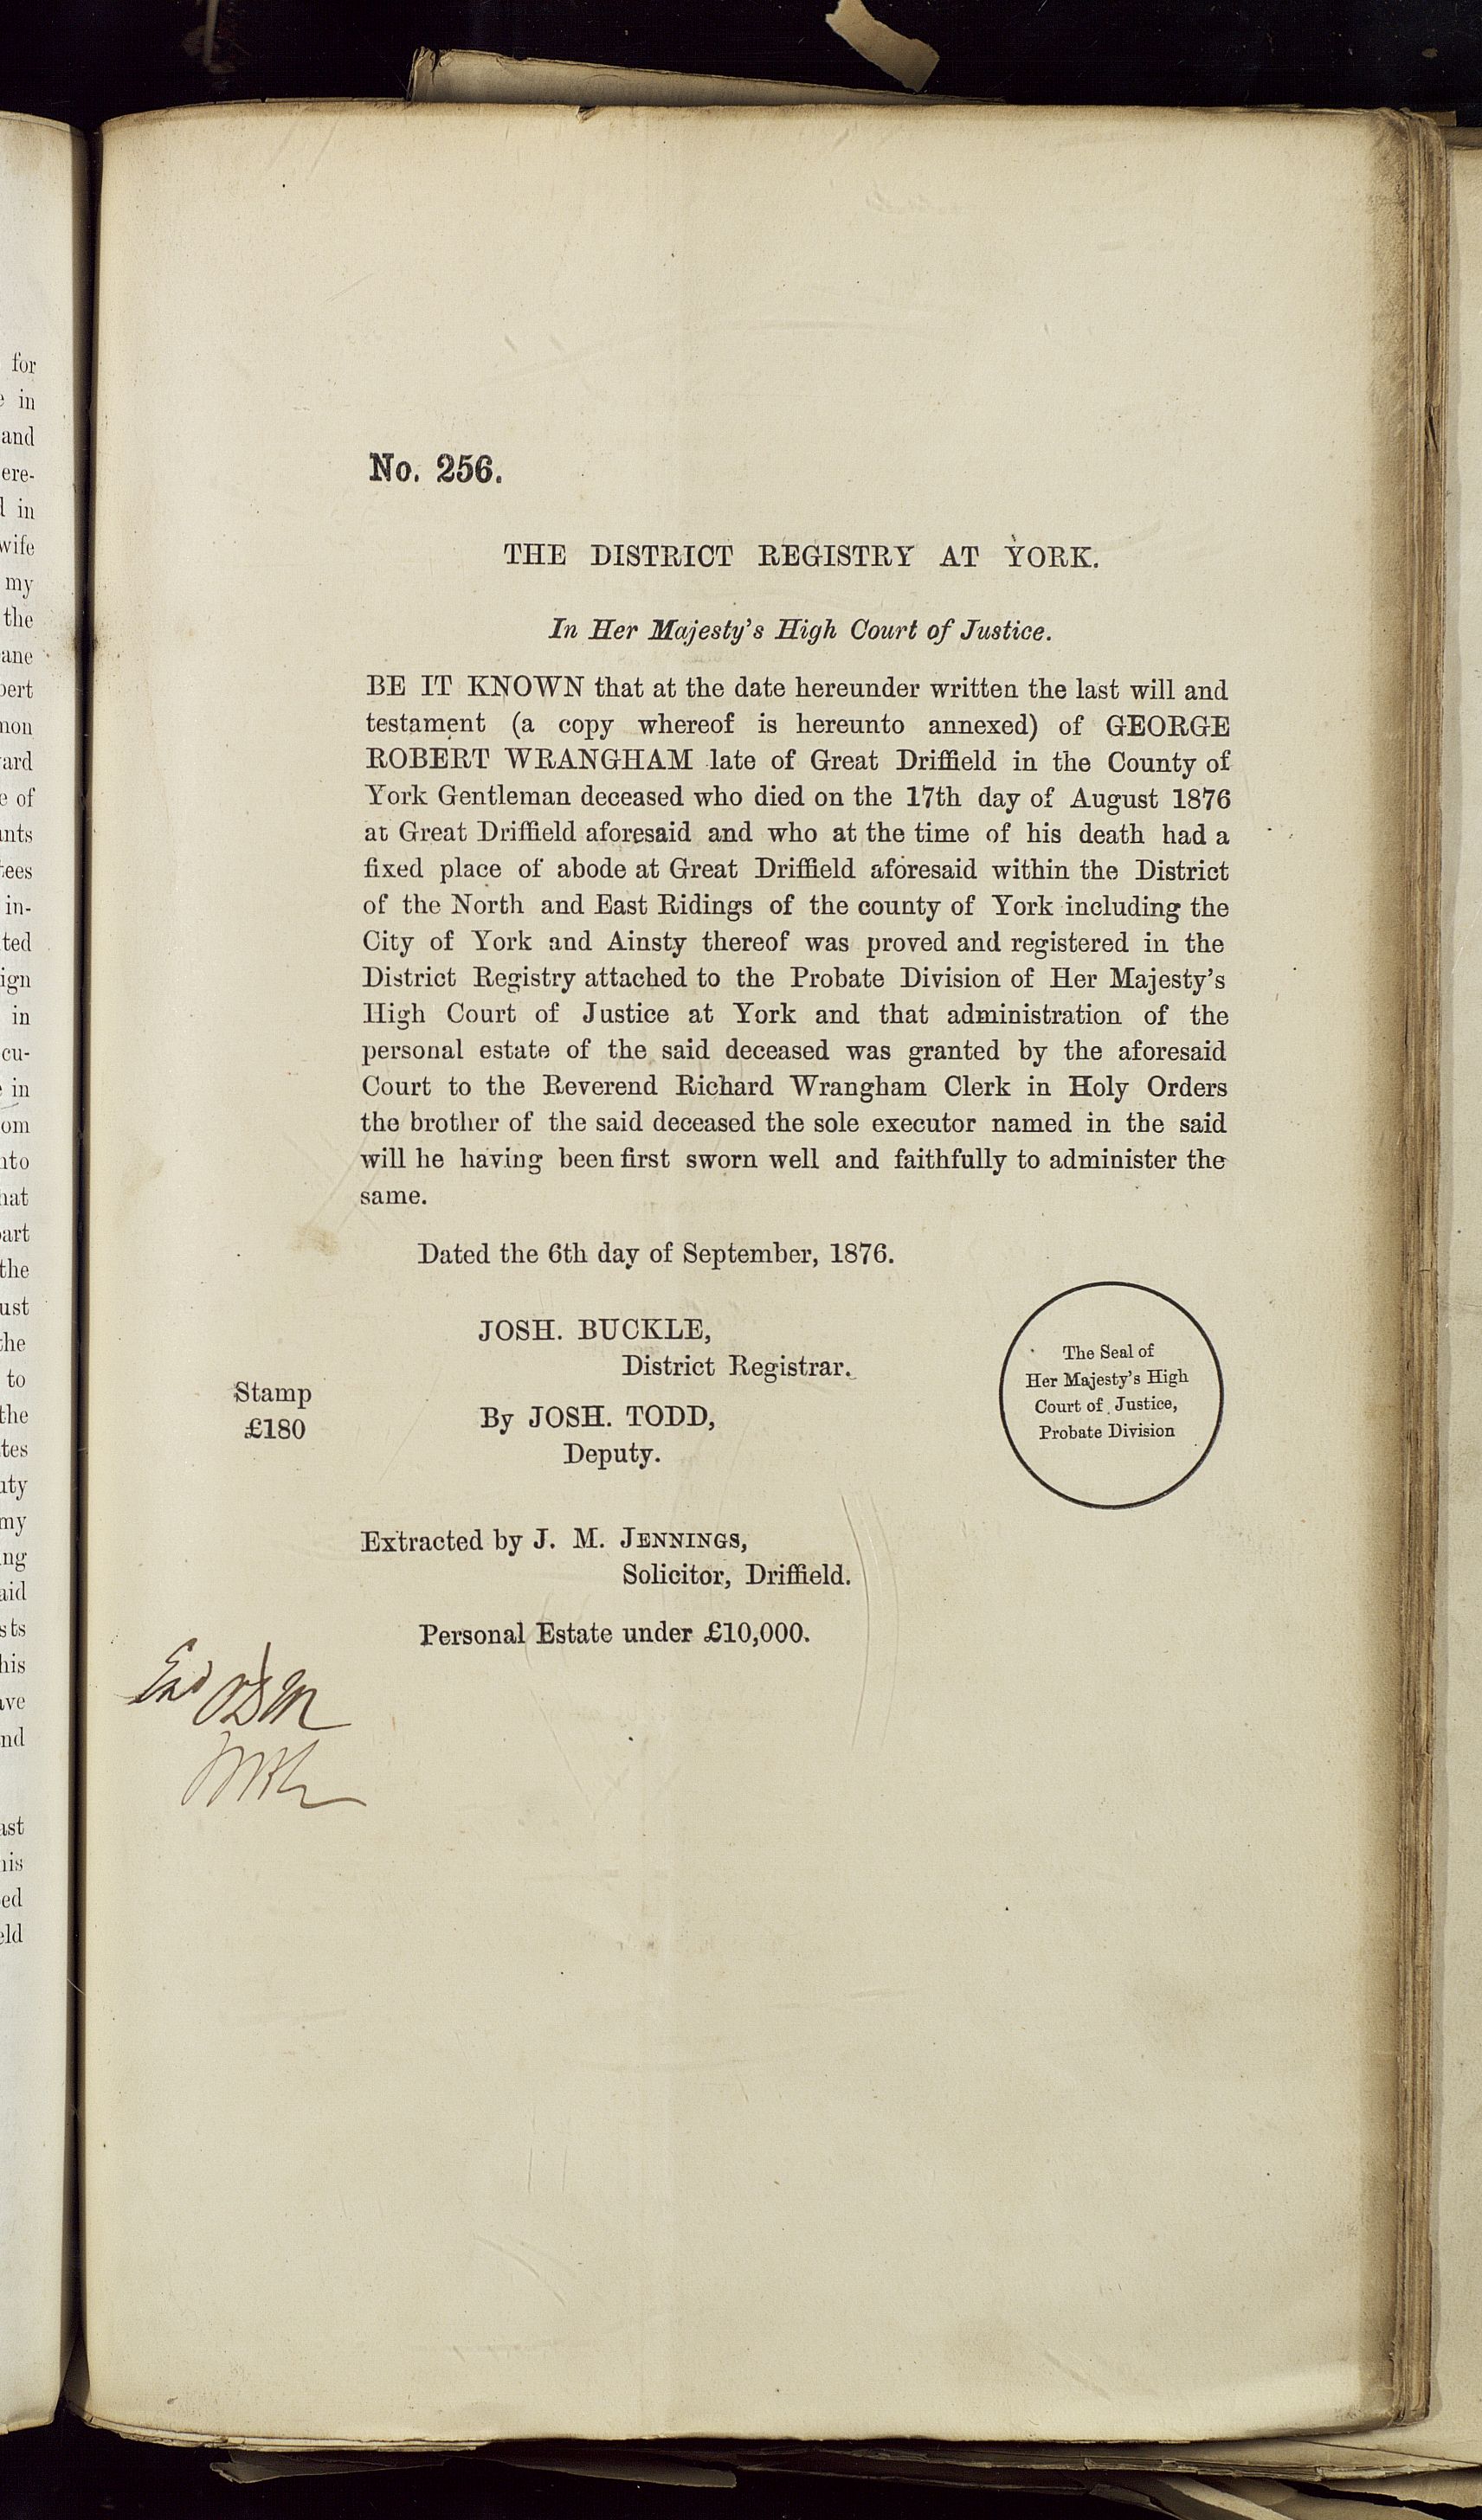 No. 256.
THE DISTRICT REGISTRY AT YORK.
In Her Majesty's High Court of Justice.
BE IT KNOWN that at the date hereunder written the last will and
testament (a copy whereof is hereunto annexed) of GEORGE
ROBERT WRANGHAM late of Great Driffield in the County of
York Gentleman deceased who died on the 17th day of August 1876
at Great Driffield aforesaid and who at the time of his death had a
fixed place of abode at Great Driffield aforesaid within the District
of the North and East Ridings of the county of York including the
City of York and Ainsty thereof was proved and registered in the
District Registry attached to the Probate Division of Her Majesty's
High Court of Justice at York and that administration of the
personal estate of the said deceased was granted by the aforesaid
Court to the Reverend Richard Wrangham Clerk in Holy Orders
the brother of the said deceased the sole executor named in the said
will he having been first sworn well and faithfully to administer the
same.
Dated the 6th day of September, 1876.
JOSH. BUCKLE,
District Registrar.
Stamp
£180
By JOSH. TODD,
Deputy.
The Seal of
Her Majesty's High
Court of Justice,
Probate Division
Extracted by J. M. JENNINGS,
Solicitor, Driffield.
Personal Estate under £10,000.